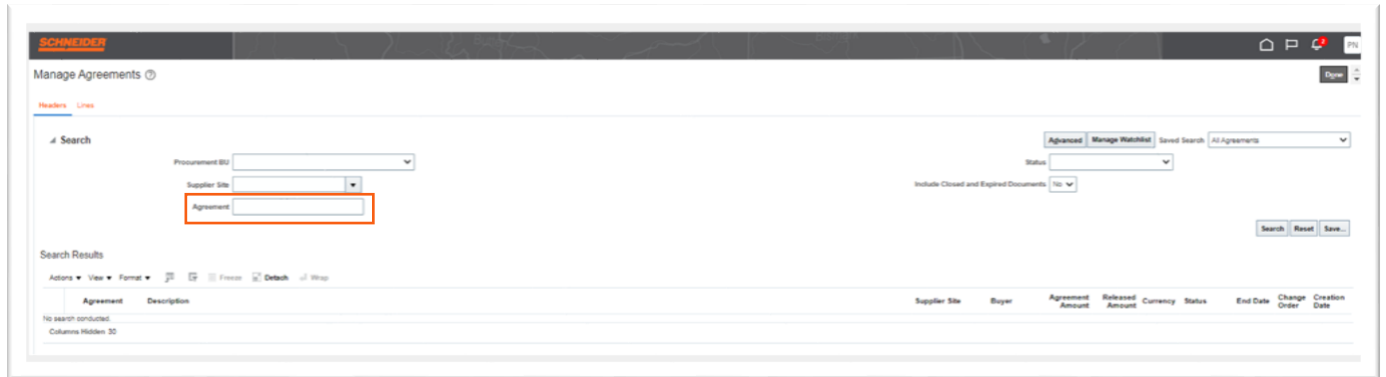 SCHNEIDER
2
PN
Manage Agreements
Done
Headers Lines
Search
Advanced Manage Watchlist Saved Search All Agreements
Procurement BU
Status
Supplier Site
Include Closed and Expired Documents No
Agreement
Search Reset Save...
Search Results
Actions View Format Freeze Detach Wrap
Agreement Description Supplier Site Buyer Agreement Amount Released Amount Currency Status End Date Change Order Creation Date
No search conducted.
Columns Hidden 30